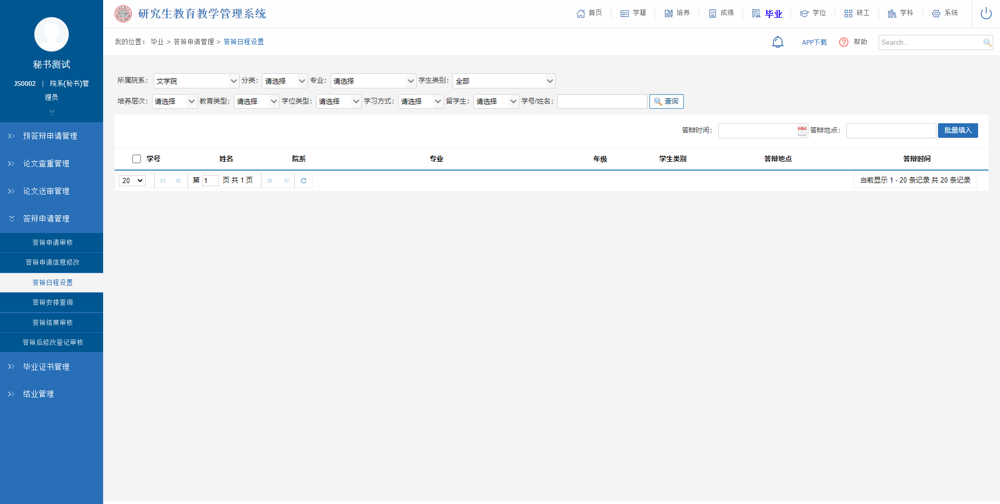 研究生教育教学管理系统
首页 学籍 培养 成绩 毕业 学位 研工 学科 系统
秘书测试
JS0002 | 院系(秘书)管
理员
我的位置： 毕业 > 答辩申请管理 > 答辩日程设置
APP下载 帮助 Search...
预答辩申请管理
论文查重管理
论文送审管理
答辩申请管理
答辩申请审核
答辩申请信息修改
答辩日程设置
答辩安排查询
答辩结果审核
答辩后修改登记审核
毕业证书管理
结业管理
所属院系： 文学院 分类： 请选择 专业： 请选择 学生类别： 全部
培养层次： 请选择 教育类型： 请选择 学位类型： 请选择 学习方式： 请选择 留学生： 请选择 学号/姓名： 查询
答辩时间： 答辩地点： 批量填入
学号 姓名 院系 专业 年级 学生类别 答辩地点 答辩时间
20 第 1 页 共 1 页 当前显示 1 - 20 条记录 共 20 条记录